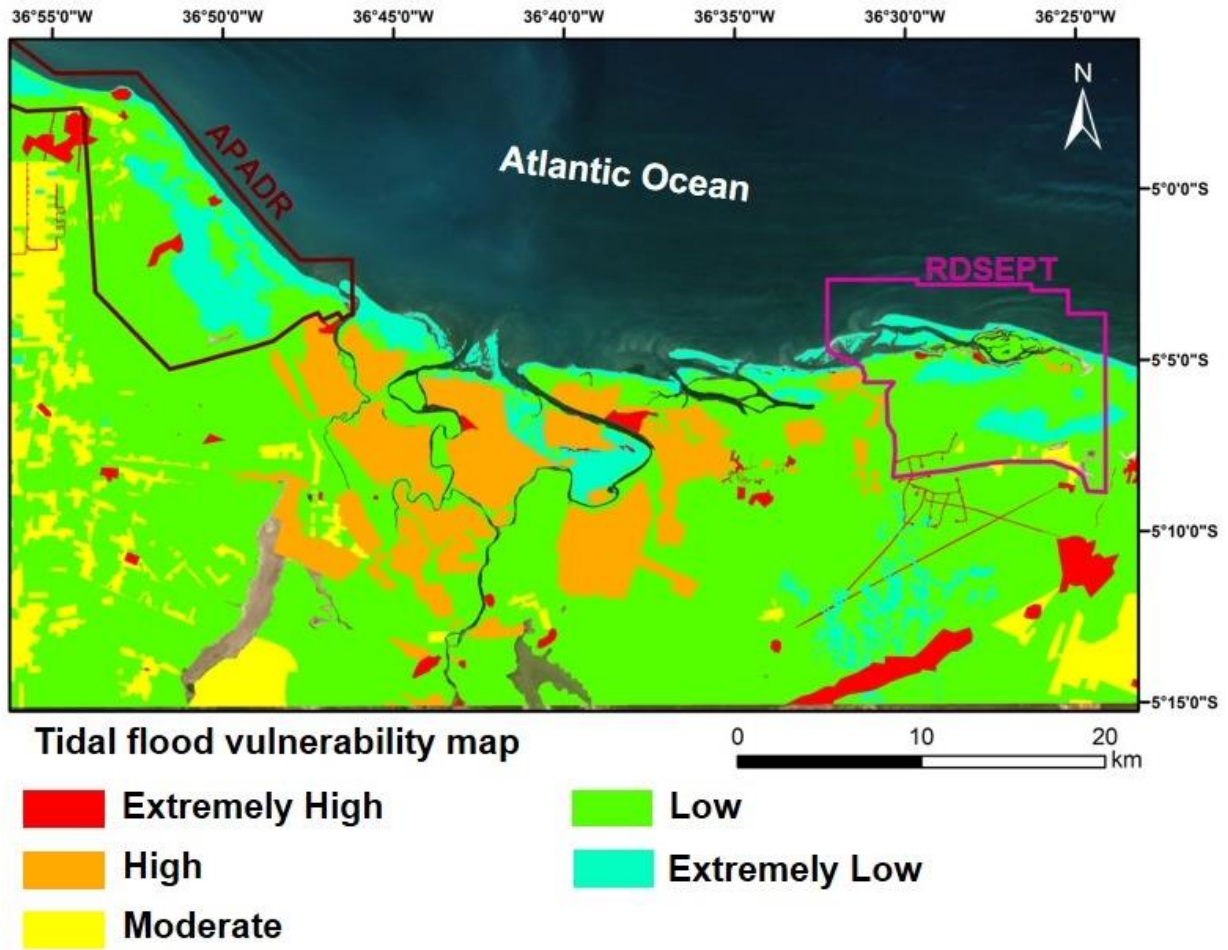 36°55'0"W 36°50'0"W 36°45'0"W 36°40'0"W 36°35'0"W 36°30'0"W 36°25'0"W
N
APADR
Atlantic Ocean
5°0'0"S
RDSEPT
5°5'0"S
5°10'0"S
5°15'0"S
Tidal flood vulnerability map
0 10 20
km
Extremely High
Low
High
Extremely Low
Moderate